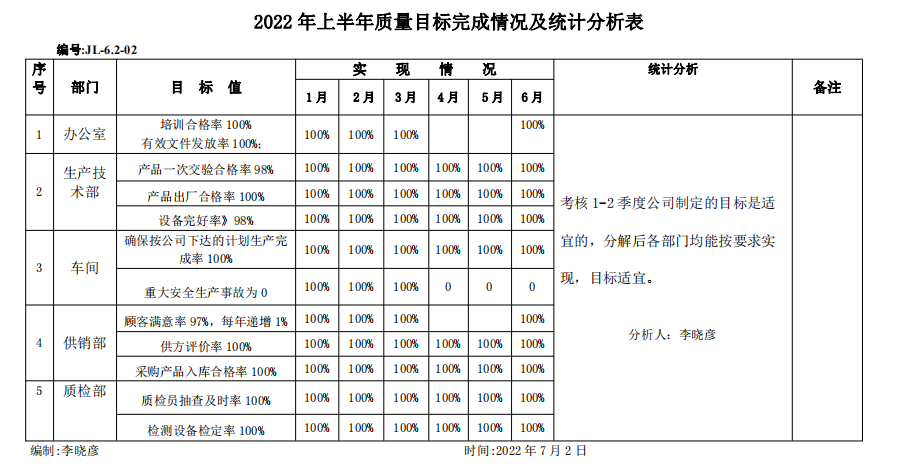 2022 年上半年质量目标完成情况及统计分析表
编号:JL-6.2-02
序号 部门 目 标 值 实 现 情 况 统计分析 备注
1 月 2 月 3 月 4 月 5 月 6 月
1 办公室 培训合格率 100% 100% 100% 100% 100%
有效文件发放率 100%;
2 生产技术部 产品一次交验合格率 98% 100% 100% 100% 100% 100% 100%
产品出厂合格率 100% 100% 100% 100% 100% 100% 100%
设备完好率》98% 100% 100% 100% 100% 100% 100%
考核 1-2 季度公司制定的目标是适
宜的，分解后各部门均能按要求实
现，目标适宜。
分析人：李晓彦
3 车间 确保按公司下达的计划生产完
成率 100% 100% 100% 100% 100% 100% 100%
重大安全生产事故为 0 100% 100% 100% 0 0 0
4 供销部 顾客满意率 97%，每年递增 1% 100% 100% 100% 100%
供方评价率 100% 100% 100% 100% 100% 100% 100%
采购产品入库合格率 100% 100% 100% 100% 100% 100% 100%
5 质检部 质检员抽查及时率 100% 100% 100% 100% 100% 100% 100%
检测设备检定率 100% 100% 100% 100% 100% 100% 100%
编制:李晓彦 时间:2022 年 7 月 2 日